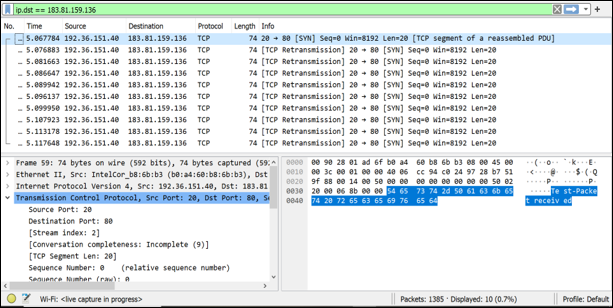 ip.dst == 183.81.159.136
No. Time Source Destination Protocol Length Info
... 5.067784 192.36.151.40 183.81.159.136 TCP 74 20 → 80 [SYN] Seq=0 Win=8192 Len=20 [TCP segment of a reassembled PDU]
... 5.076883 192.36.151.40 183.81.159.136 TCP 74 [TCP Retransmission] 20 → 80 [SYN] Seq=0 Win=8192 Len=20
... 5.081663 192.36.151.40 183.81.159.136 TCP 74 [TCP Retransmission] 20 → 80 [SYN] Seq=0 Win=8192 Len=20
... 5.086647 192.36.151.40 183.81.159.136 TCP 74 [TCP Retransmission] 20 → 80 [SYN] Seq=0 Win=8192 Len=20
... 5.089942 192.36.151.40 183.81.159.136 TCP 74 [TCP Retransmission] 20 → 80 [SYN] Seq=0 Win=8192 Len=20
... 5.096137 192.36.151.40 183.81.159.136 TCP 74 [TCP Retransmission] 20 → 80 [SYN] Seq=0 Win=8192 Len=20
... 5.099950 192.36.151.40 183.81.159.136 TCP 74 [TCP Retransmission] 20 → 80 [SYN] Seq=0 Win=8192 Len=20
... 5.107923 192.36.151.40 183.81.159.136 TCP 74 [TCP Retransmission] 20 → 80 [SYN] Seq=0 Win=8192 Len=20
... 5.113178 192.36.151.40 183.81.159.136 TCP 74 [TCP Retransmission] 20 → 80 [SYN] Seq=0 Win=8192 Len=20
... 5.117648 192.36.151.40 183.81.159.136 TCP 74 [TCP Retransmission] 20 → 80 [SYN] Seq=0 Win=8192 Len=20
Frame 59: 74 bytes on wire (592 bits), 74 bytes captured (592
Ethernet II, Src: IntelCor_b8:6b:b3 (b0:a4:60:b8:6b:b3), Dst
Internet Protocol Version 4, Src: 192.36.151.40, Dst: 183.81
Transmission Control Protocol, Src Port: 20, Dst Port: 80, Se
Source Port: 20
Destination Port: 80
[Stream index: 2]
[Conversation completeness: Incomplete (9)]
[TCP Segment Len: 20]
Sequence Number: 0 (relative sequence number)
Sequence Number (raw): 0
0000 00 90 28 01 ad 6f b0 a4 60 b8 6b b3 08 00 45 00 ··(··o·· `·k···E·
0010 00 3c 00 01 00 00 40 06 cc 94 c0 24 97 28 b7 51 ·<····@· ···$·(·Q
0020 9f 88 00 14 00 50 00 00 00 00 00 00 00 00 50 02 ·····P·· ······P·
0030 20 00 06 8b 00 00 54 65 73 74 2d 50 61 63 6b 65 ·····Te st-Packe
0040 74 20 72 65 63 65 69 76 65 64 t receiv ed
Wi-Fi: <live capture in progress>
Packets: 1385 · Displayed: 10 (0.7%)
Profile: Default